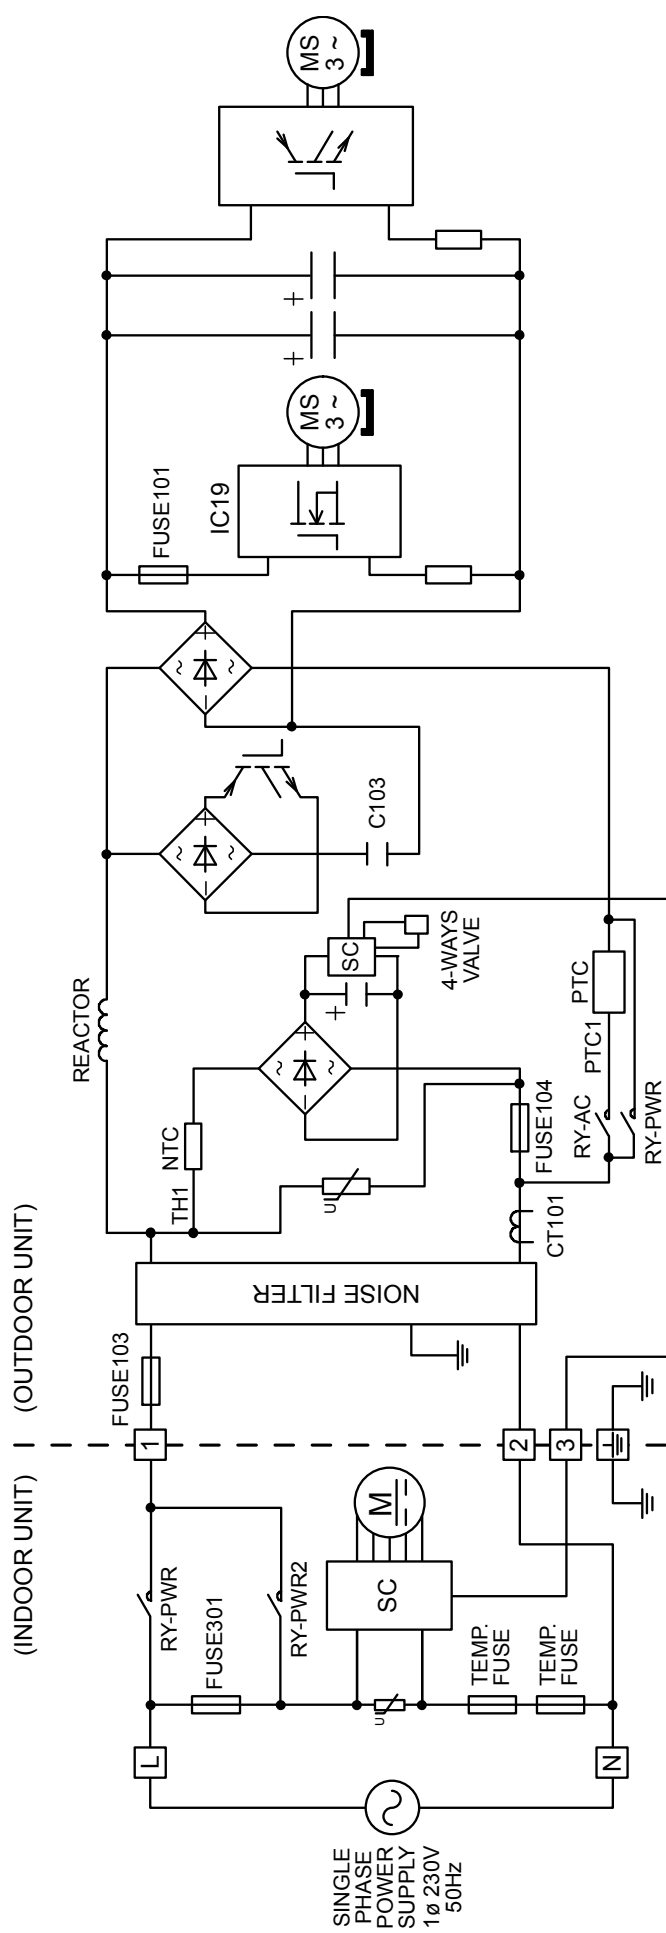 (INDOOR UNIT)
(OUTDOOR UNIT)
SINGLE
PHASE
POWER
SUPPLY
1ø 230V
50Hz
L
N
RY-PWR
FUSE301
RY-PWR2
U
SC
M
TEMP.
FUSE
TEMP.
FUSE
1
2
3
FUSE103
NOISE FILTER
TH1
NTC
U
CT101
FUSE104
REACTOR
+
SC
4-WAYS
VALVE
RY-AC
RY-PWR
PTC1
PTC
~
~
+
–
C103
~
~
+
–
~
~
+
–
FUSE101
IC19
MS
3 ~
+
+
MS
3 ~